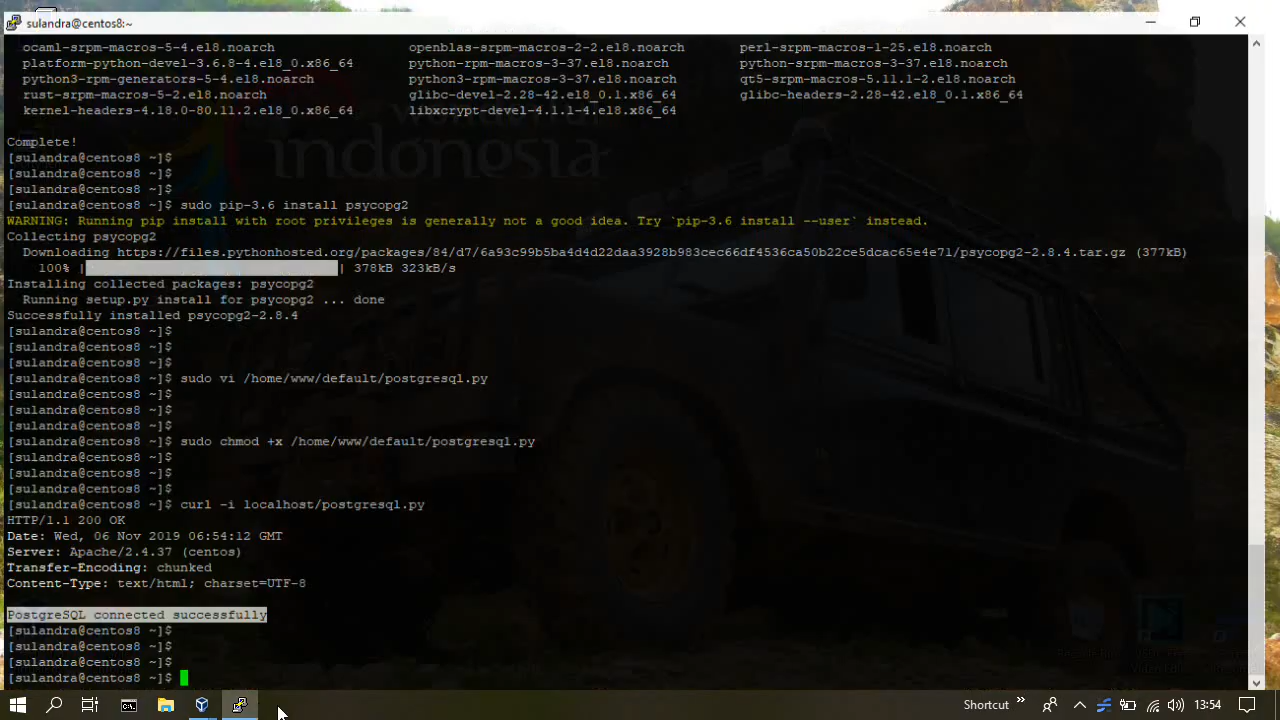 sulandra@centos8:~
ocaml-srpm-macros-5-4.el8.noarch openblas-srpm-macros-2-2.el8.noarch perl-srpm-macros-1-25.el8.noarch
platform-python-devel-3.6.8-4.el8_0.x86_64 python-rpm-macros-3-37.el8.noarch python-srpm-macros-3-37.el8.noarch
python3-rpm-generators-5-4.el8.noarch python3-rpm-macros-3-37.el8.noarch qt5-srpm-macros-5.11.1-2.el8.noarch
rust-srpm-macros-5-2.el8.noarch glibc-devel-2.28-42.el8_0.1.x86_64 glibc-headers-2.28-42.el8_0.1.x86_64
kernel-headers-4.18.0-80.11.2.el8_0.x86_64 libxcrypt-devel-4.1.1-4.el8.x86_64
Complete!
[sulandra@centos8 ~]$
[sulandra@centos8 ~]$
[sulandra@centos8 ~]$
[sulandra@centos8 ~]$ sudo pip-3.6 install psycopg2
WARNING: Running pip install with root privileges is generally not a good idea. Try `pip-3.6 install --user` instead.
Collecting psycopg2
Downloading https://files.pythonhosted.org/packages/84/d7/6a93c99b5ba4d4d22daa3928b983cec66df4536ca50b22ce5dcac65e4e71/psycopg2-2.8.4.tar.gz (377kB)
100% | | 378kB 323kB/s
Installing collected packages: psycopg2
Running setup.py install for psycopg2 ... done
Successfully installed psycopg2-2.8.4
[sulandra@centos8 ~]$
[sulandra@centos8 ~]$
[sulandra@centos8 ~]$
[sulandra@centos8 ~]$ sudo vi /home/www/default/postgresql.py
[sulandra@centos8 ~]$
[sulandra@centos8 ~]$
[sulandra@centos8 ~]$
[sulandra@centos8 ~]$ sudo chmod +x /home/www/default/postgresql.py
[sulandra@centos8 ~]$
[sulandra@centos8 ~]$
[sulandra@centos8 ~]$
[sulandra@centos8 ~]$ curl -i localhost/postgresql.py
HTTP/1.1 200 OK
Date: Wed, 06 Nov 2019 06:54:12 GMT
Server: Apache/2.4.37 (centos)
Transfer-Encoding: chunked
Content-Type: text/html; charset=UTF-8
PostgreSQL connected successfully
[sulandra@centos8 ~]$
[sulandra@centos8 ~]$
[sulandra@centos8 ~]$
[sulandra@centos8 ~]$
indonesia
Shortcut » 13:54